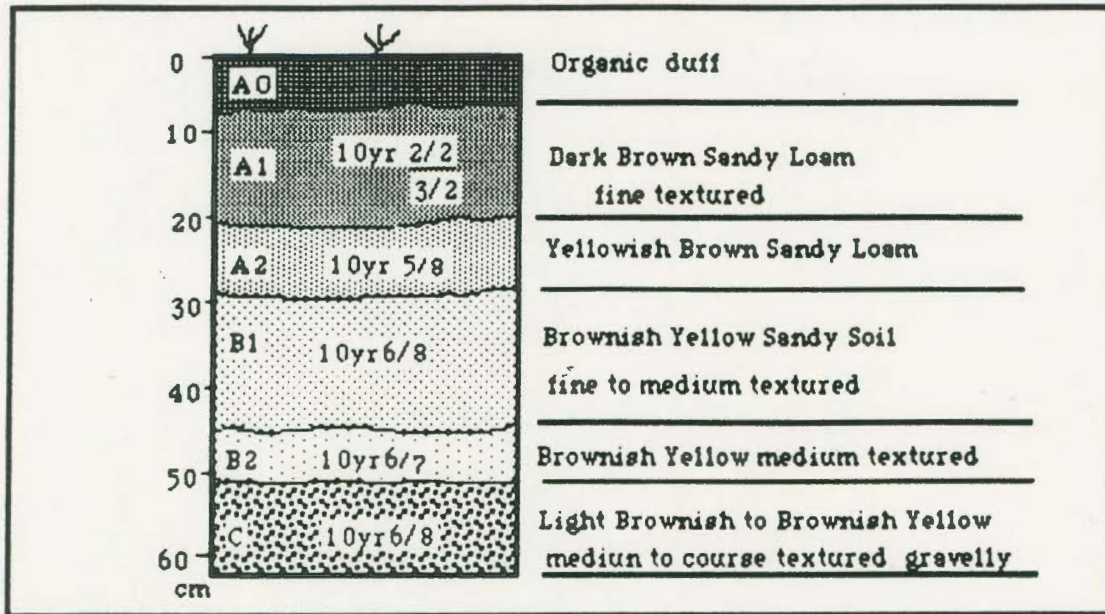 0
A0
Organic duff
10
A1
10yr 2/2
3/2
Dark Brown Sandy Loam
fine textured
20
A2
10yr 5/8
Yellowish Brown Sandy Loam
30
B1
10yr6/8
Brownish Yellow Sandy Soil
fine to medium textured
40
B2
10yr6/7
Brownish Yellow medium textured
50
C
10yr6/8
Light Brownish to Brownish Yellow
mediun to course textured gravelly
60
cm